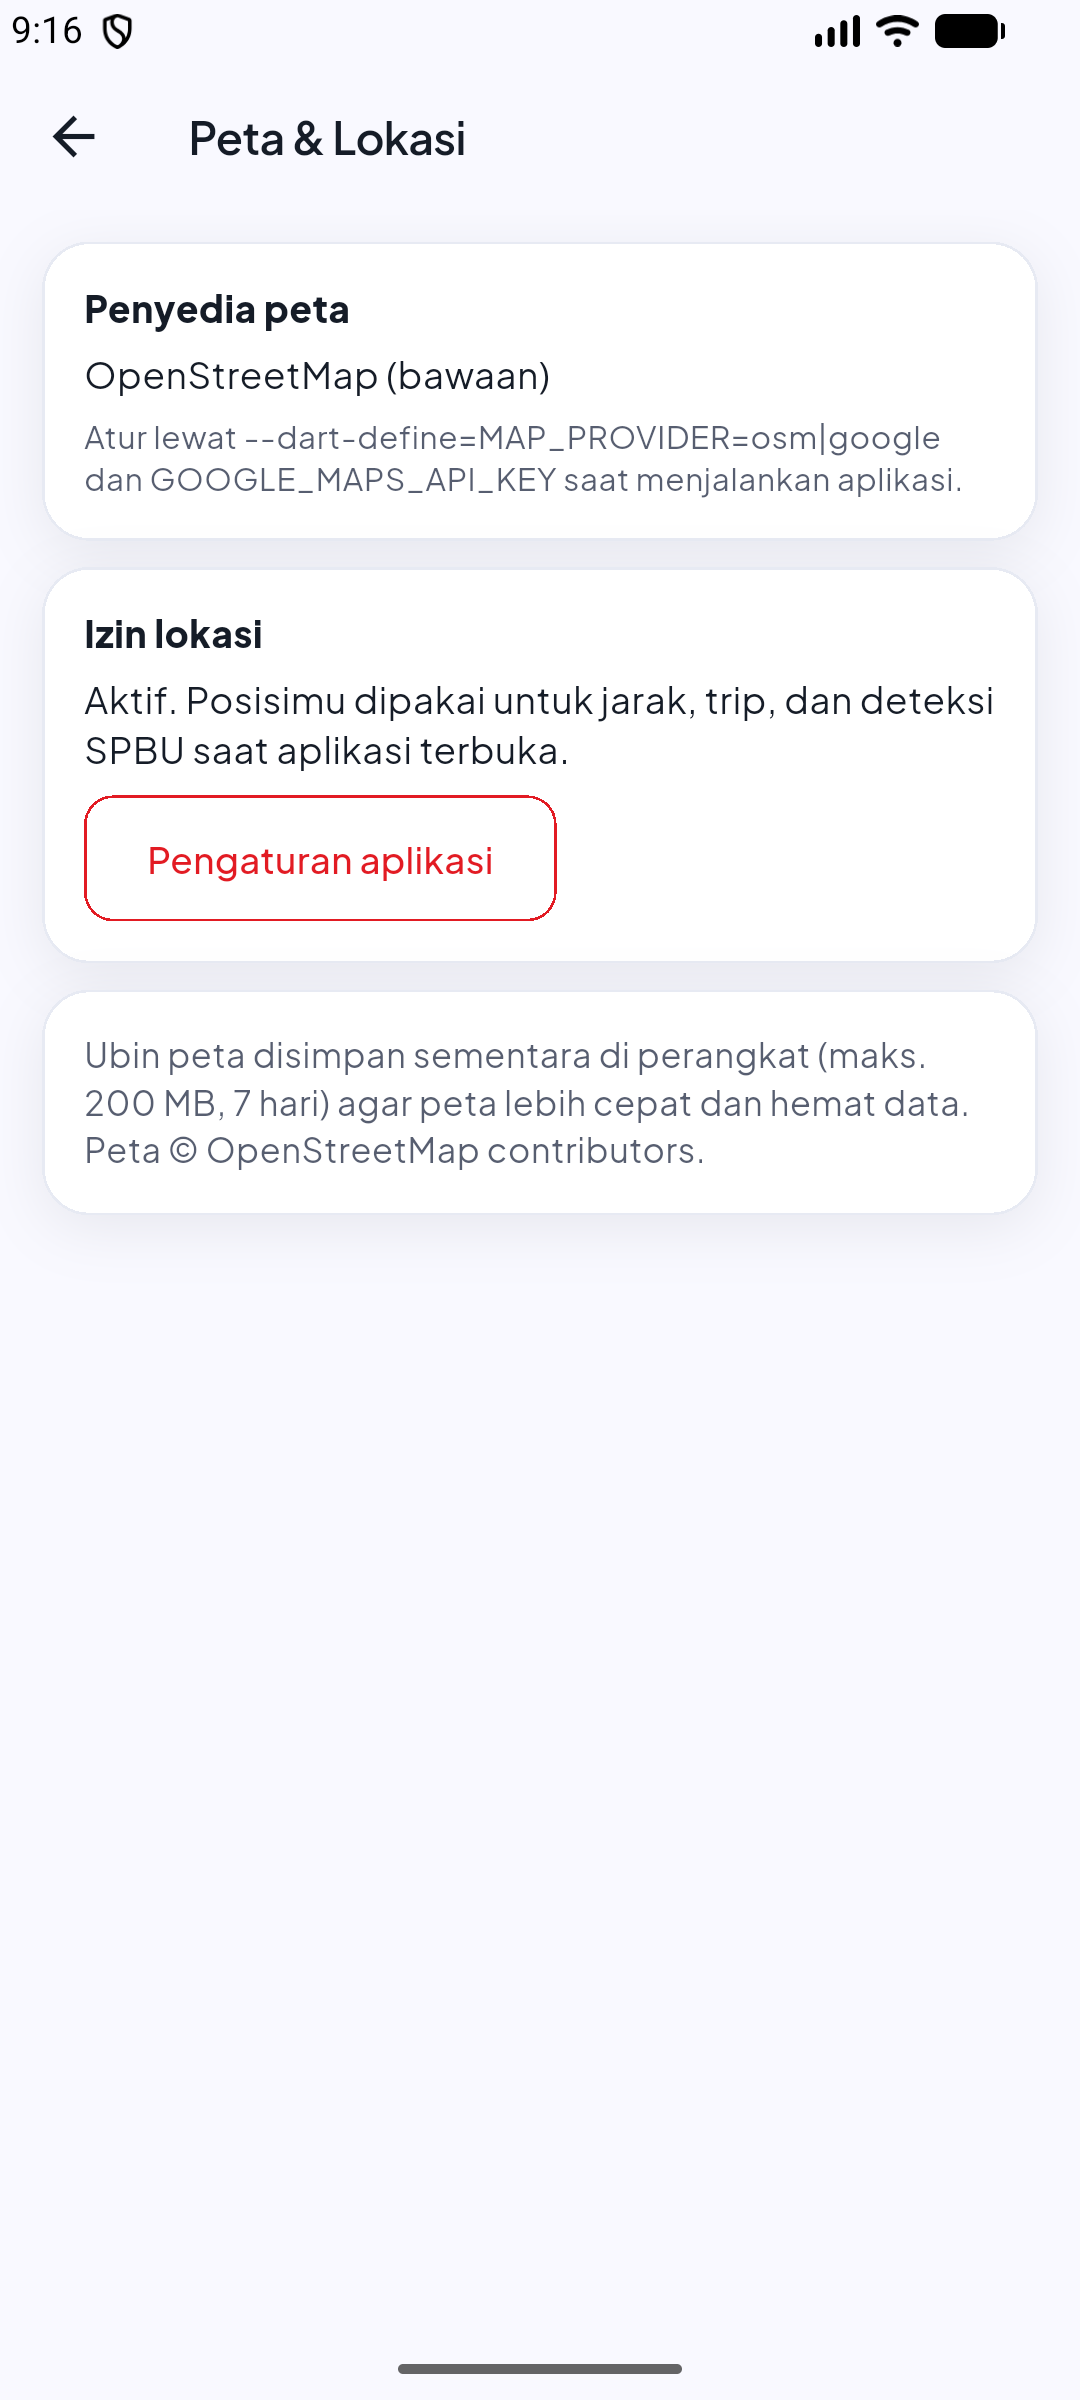 9:16
Peta & Lokasi
Penyedia peta
OpenStreetMap (bawaan)
Atur lewat --dart-define=MAP_PROVIDER=osm|google
dan GOOGLE_MAPS_API_KEY saat menjalankan aplikasi.
Izin lokasi
Aktif. Posisimu dipakai untuk jarak, trip, dan deteksi
SPBU saat aplikasi terbuka.
Pengaturan aplikasi
Ubin peta disimpan sementara di perangkat (maks.
200 MB, 7 hari) agar peta lebih cepat dan hemat data.
Peta © OpenStreetMap contributors.